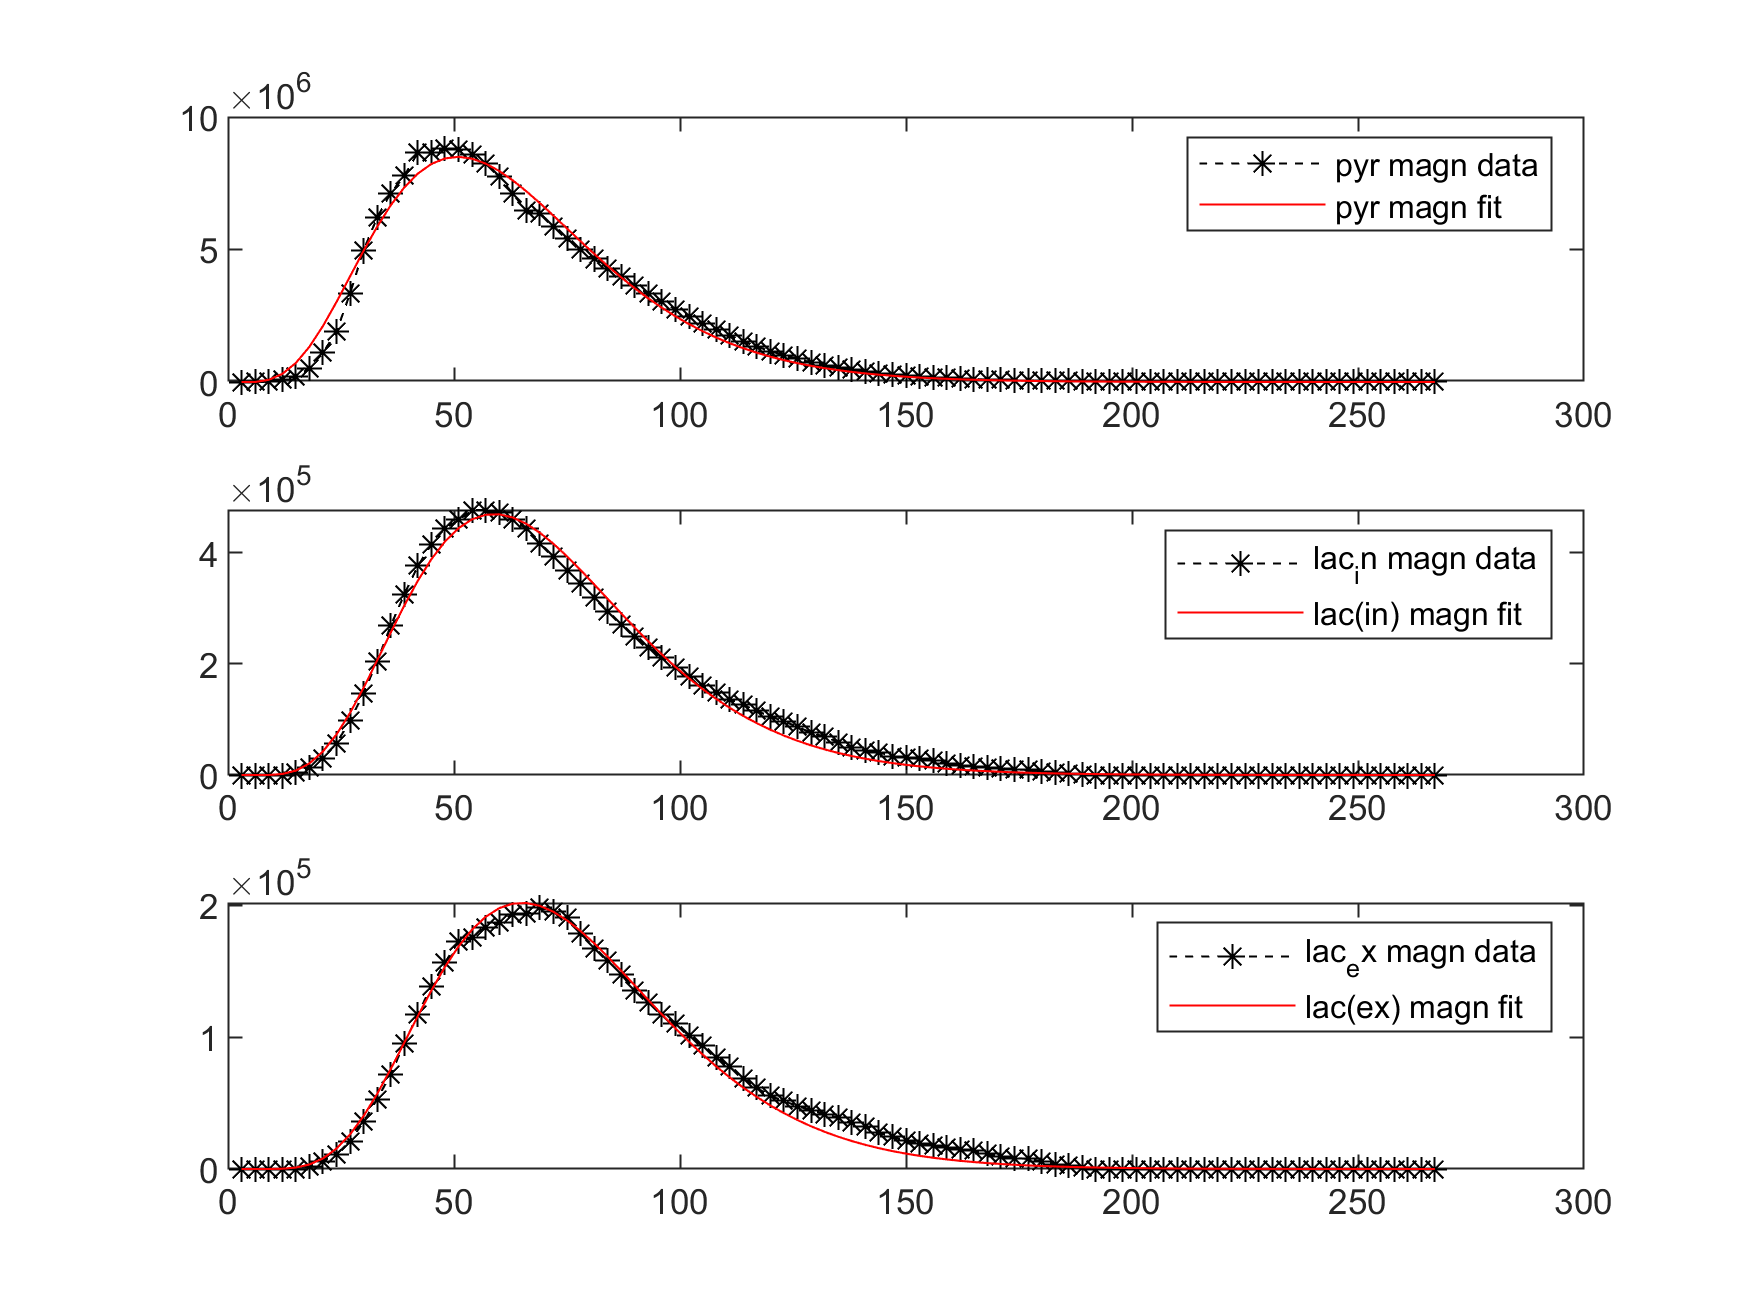 ×10^6
10
5
0
0 50 100 150 200 250 300
pyr magn data
pyr magn fit
×10^5
4
2
0
0 50 100 150 200 250 300
lac_in magn data
lac(in) magn fit
×10^5
2
1
0
0 50 100 150 200 250 300
lac_ex magn data
lac(ex) magn fit